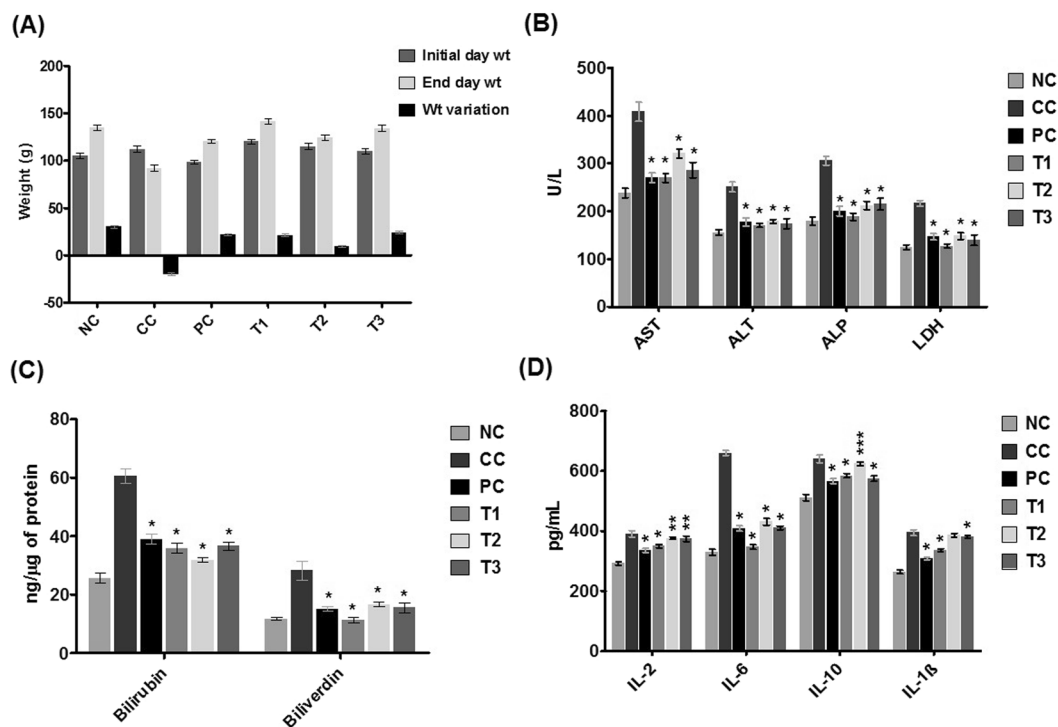 (A)
Initial day wt
End day wt
Wt variation
Weight (g)
200
150
100
50
0
-50
NC
CC
PC
T1
T2
T3
(B)
NC
CC
PC
T1
T2
T3
U/L
500
400
300
200
100
0
* * * *
* * * *
* * * *
* * * *
AST
ALT
ALP
LDH
(C)
NC
CC
PC
T1
T2
T3
ng/µg of protein
80
60
40
20
0
* * * *
* * * *
Bilirubin
Biliverdin
(D)
NC
CC
PC
T1
T2
T3
pg/mL
800
600
400
200
0
* * ** **
* * * *
* * *** *
* * *
IL-2
IL-6
IL-10
IL-1ß